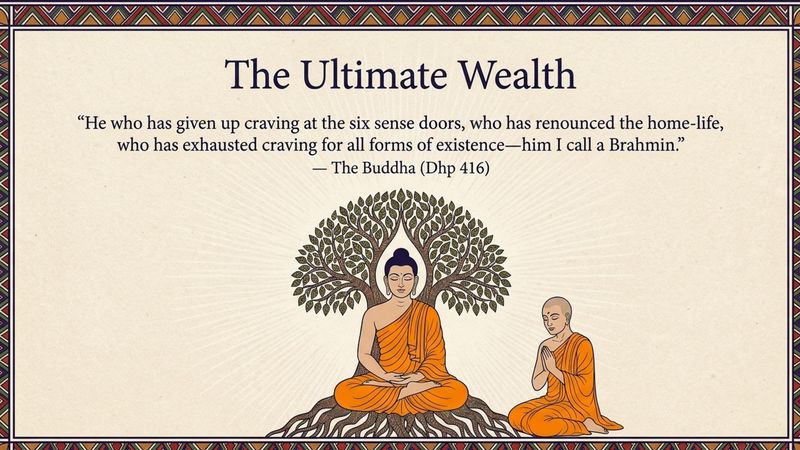 The Ultimate Wealth
“He who has given up craving at the six sense doors, who has renounced the home-life,
who has exhausted craving for all forms of existence—him I call a Brahmin.”
— The Buddha (Dhp 416)